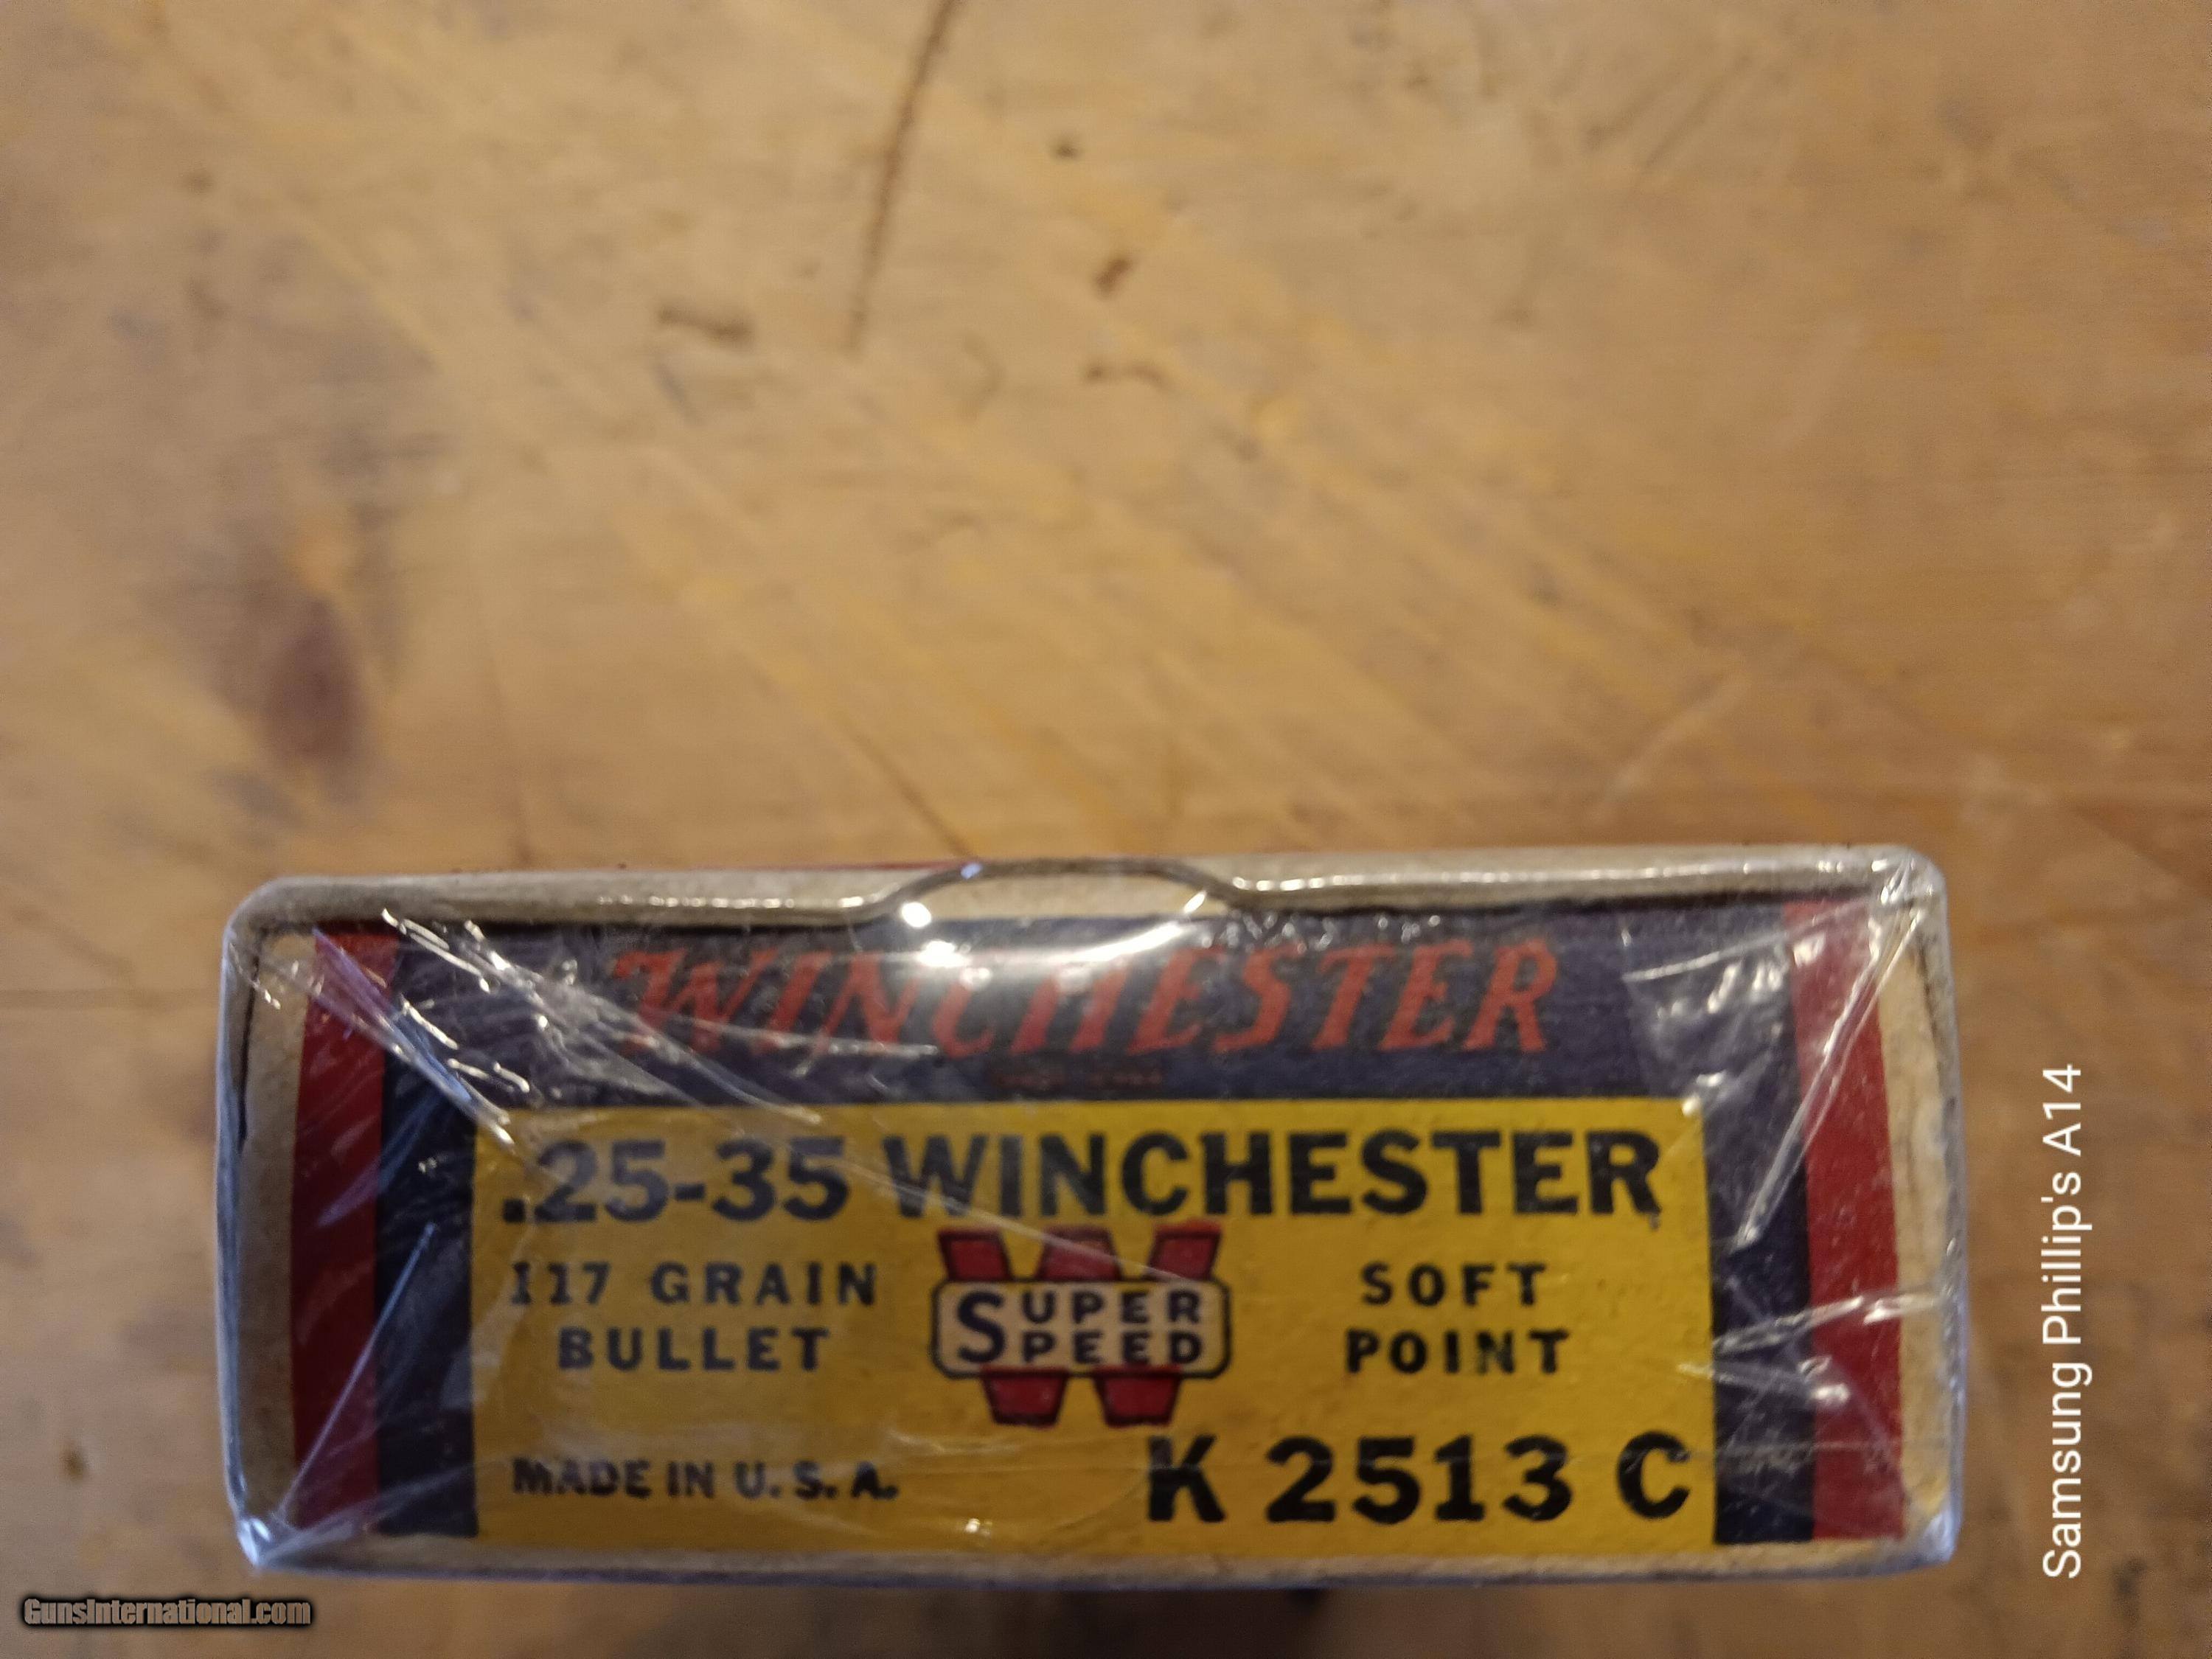 WINCHESTER
.25-35 WINCHESTER
117 GRAIN
BULLET
SUPER
SPEED
SOFT
POINT
MADE IN U.S.A.
K 2513 C
Samsung Phillip's A14
GunsInternational.com